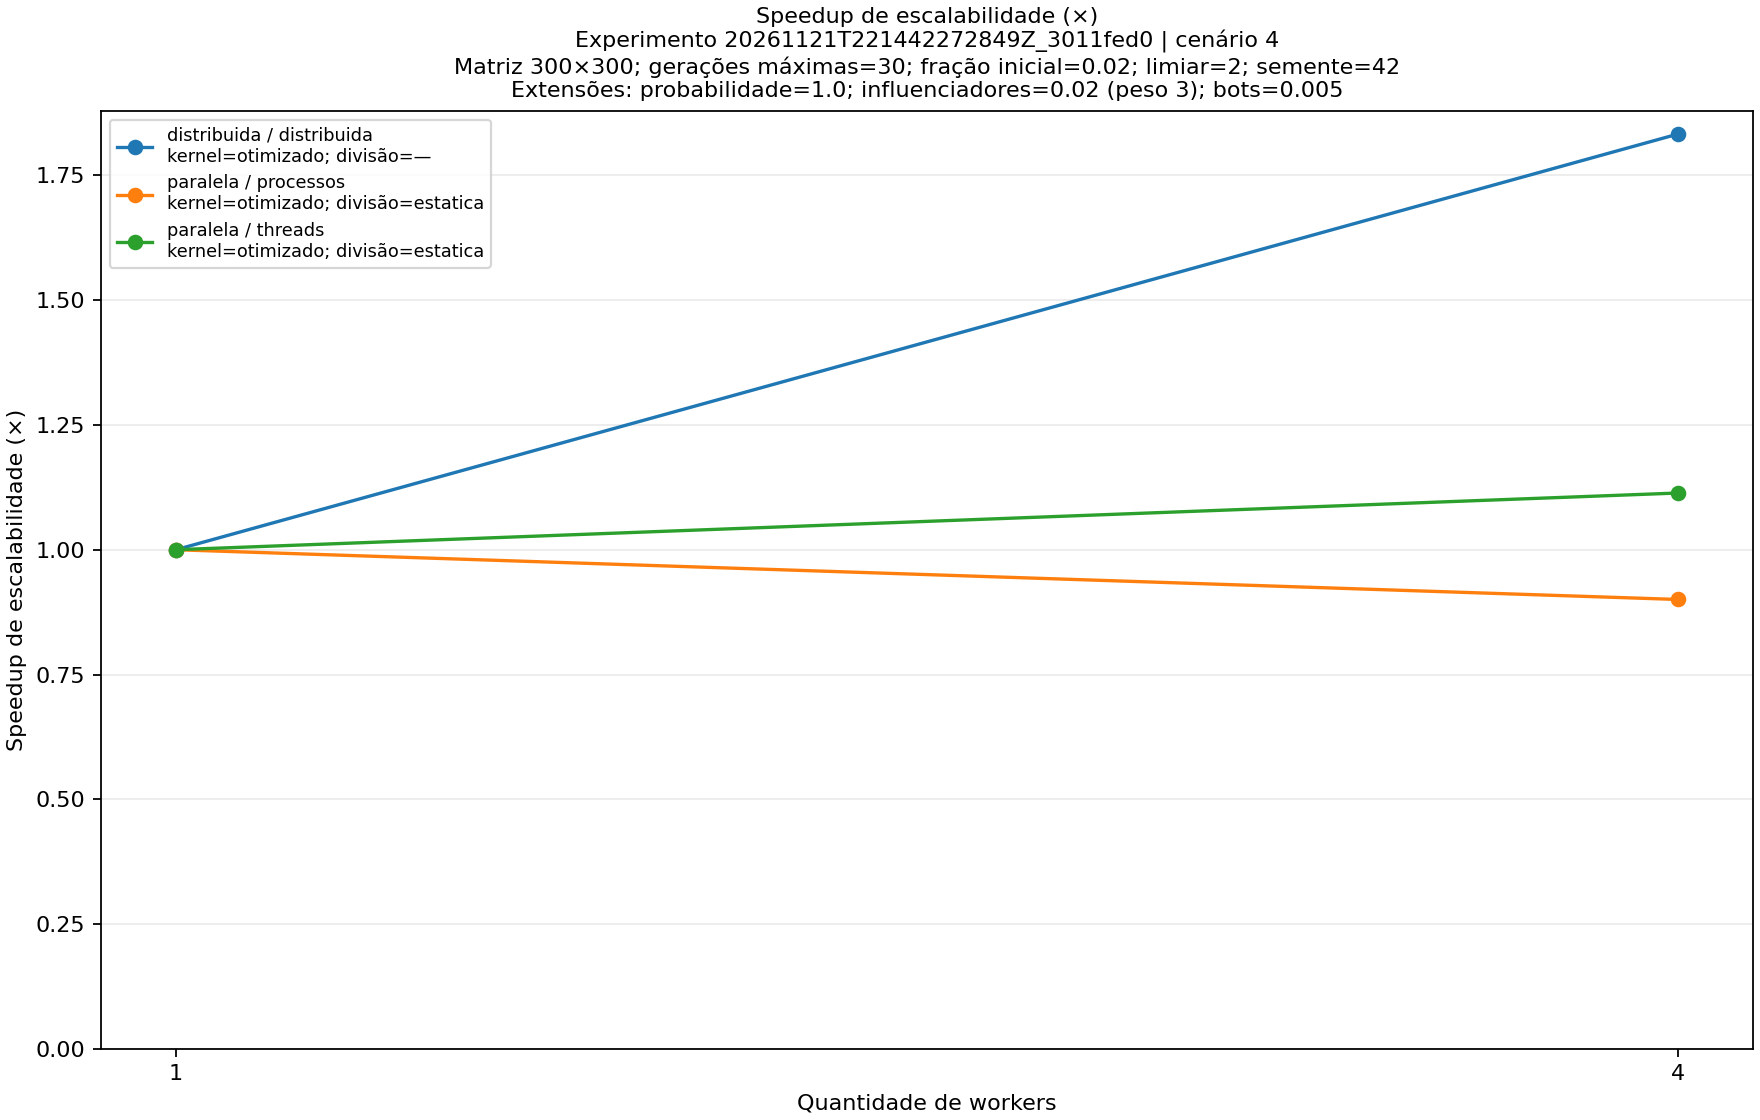 Speedup de escalabilidade (×)
Experimento 20261121T221442272849Z_3011fed0 | cenário 4
Matriz 300×300; gerações máximas=30; fração inicial=0.02; limiar=2; semente=42
Extensões: probabilidade=1.0; influenciadores=0.02 (peso 3); bots=0.005
distribuida / distribuida
kernel=otimizado; divisão=—
paralela / processos
kernel=otimizado; divisão=estatica
paralela / threads
kernel=otimizado; divisão=estatica
Speedup de escalabilidade (×)
1.75
1.50
1.25
1.00
0.75
0.50
0.25
0.00
1
4
Quantidade de workers